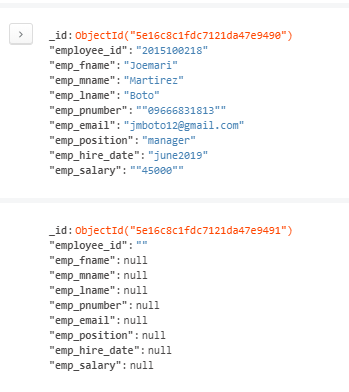 _id:ObjectId("5e16c8c1fdc7121da47e9490")
"employee_id":"2015100218"
"emp_fname":"Joemari"
"emp_mname":"Martirez"
"emp_lname":"Boto"
"emp_pnumber":""09666831813""
"emp_email":"jmboto12@gmail.com"
"emp_position":"manager"
"emp_hire_date":"june2019"
"emp_salary":""45000""
_id:ObjectId("5e16c8c1fdc7121da47e9491")
"employee_id":""
"emp_fname":null
"emp_mname":null
"emp_lname":null
"emp_pnumber":null
"emp_email":null
"emp_position":null
"emp_hire_date":null
"emp_salary":null